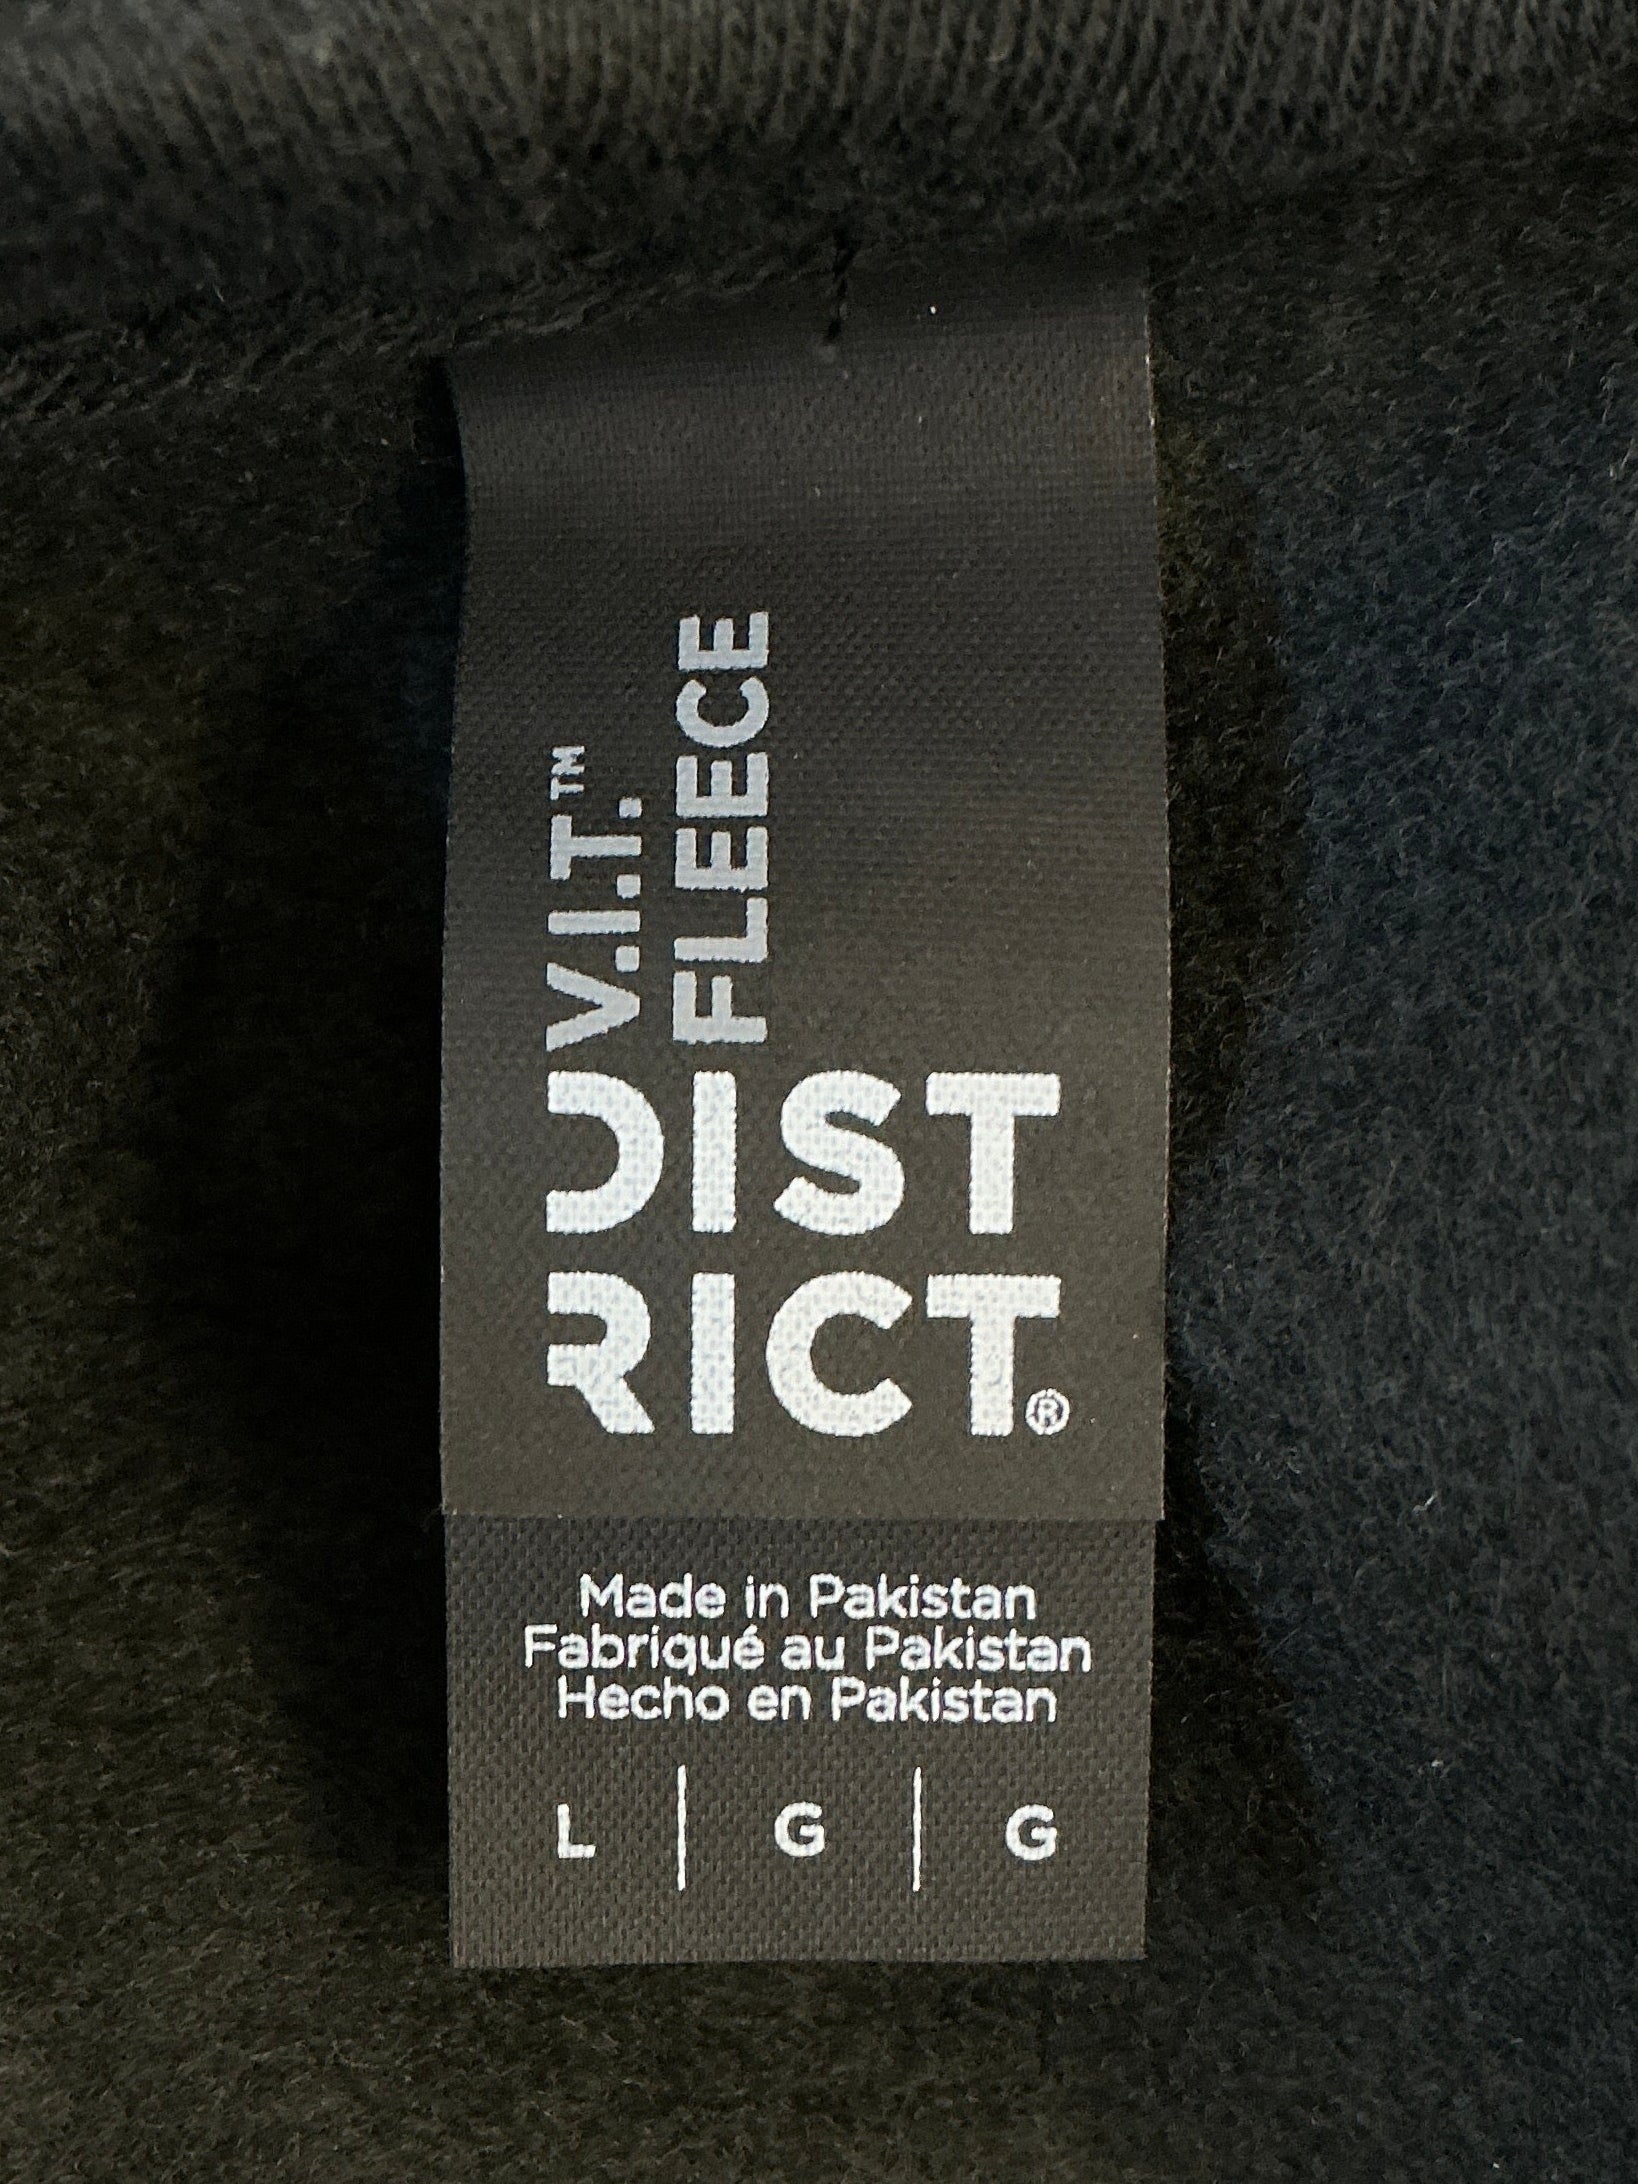 V.I.T.™
FLEECE
DIST
RICT®
Made in Pakistan
Fabriqué au Pakistan
Hecho en Pakistan
L | G | G